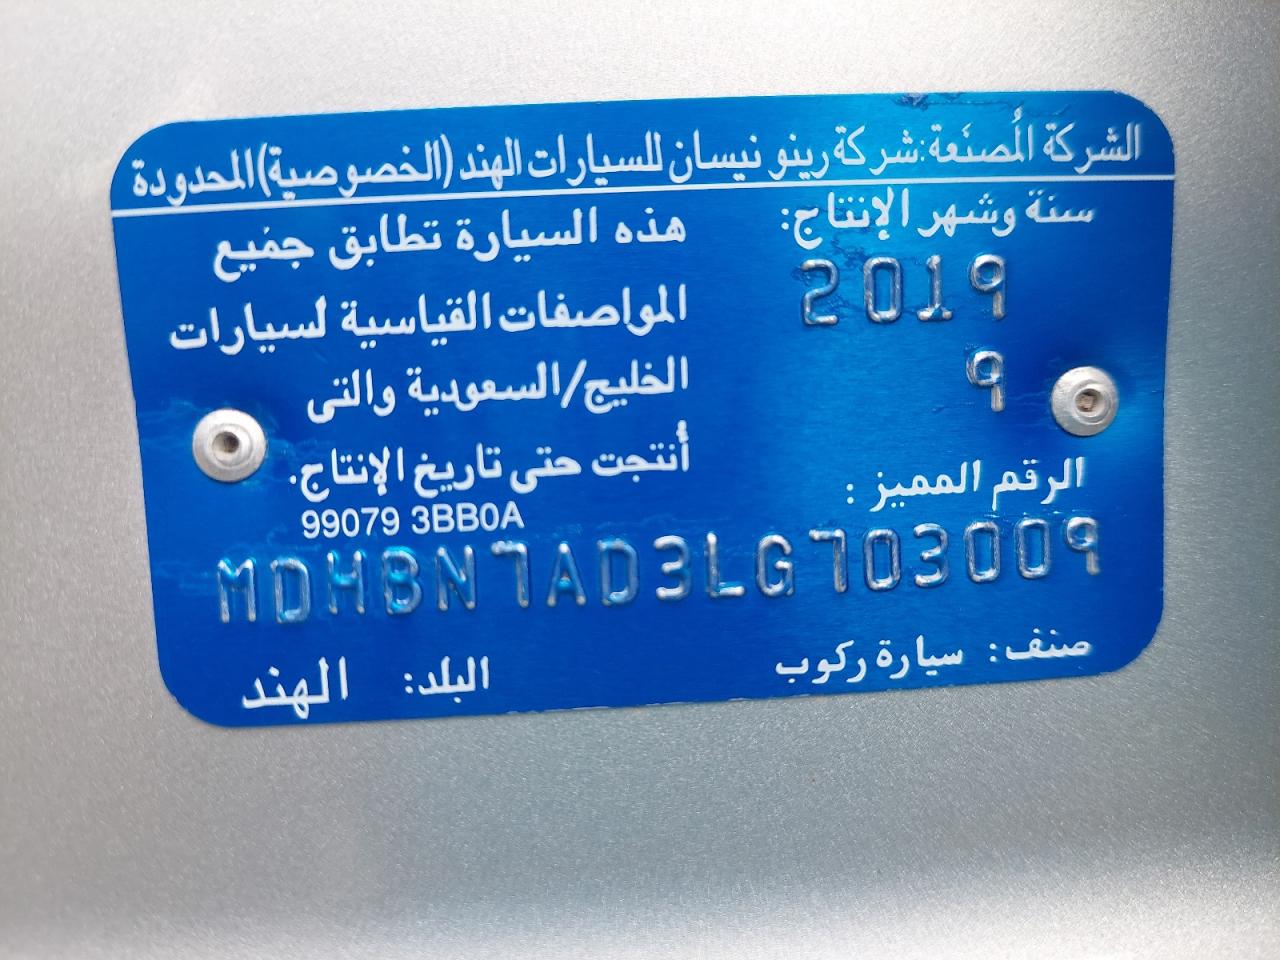 الشركة المُصنَعة:شركة رينو نيسان للسيارات الهند (الخصوصية) المحدودة
سنة وشهر الإنتاج:
2019
9
هذه السيارة تطابق جميع
المواصفات القياسية لسيارات
الخليج/السعودية والتى
أنتجت حتى تاريخ الإنتاج.
99079 3BB0A
الرقم المميز :
MDHBN7AD3LG703009
صنف: سيارة ركوب
البلد: الهند